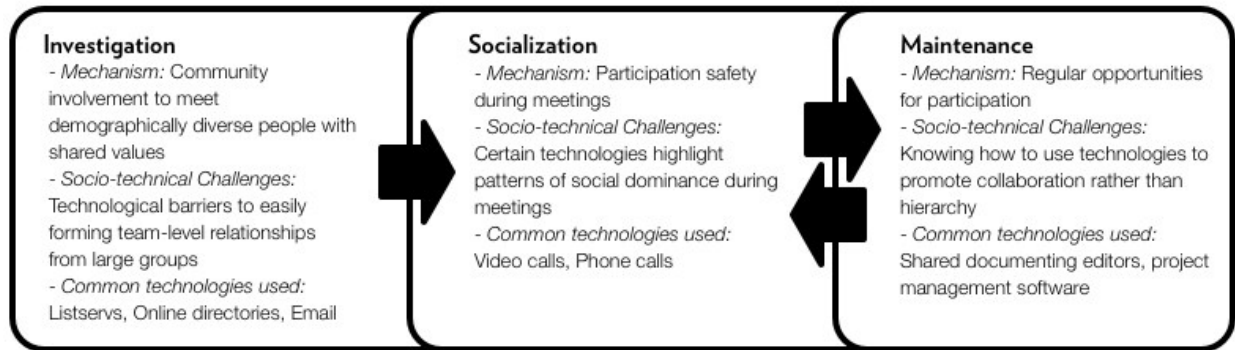 Investigation
- Mechanism: Community
involvement to meet
demographically diverse people with
shared values
- Socio-technical Challenges:
Technological barriers to easily
forming team-level relationships
from large groups
- Common technologies used:
Listservs, Online directories, Email
Socialization
- Mechanism: Participation safety
during meetings
- Socio-technical Challenges:
Certain technologies highlight
patterns of social dominance during
meetings
- Common technologies used:
Video calls, Phone calls
Maintenance
- Mechanism: Regular opportunities
for participation
- Socio-technical Challenges:
Knowing how to use technologies to
promote collaboration rather than
hierarchy
- Common technologies used:
Shared documenting editors, project
management software